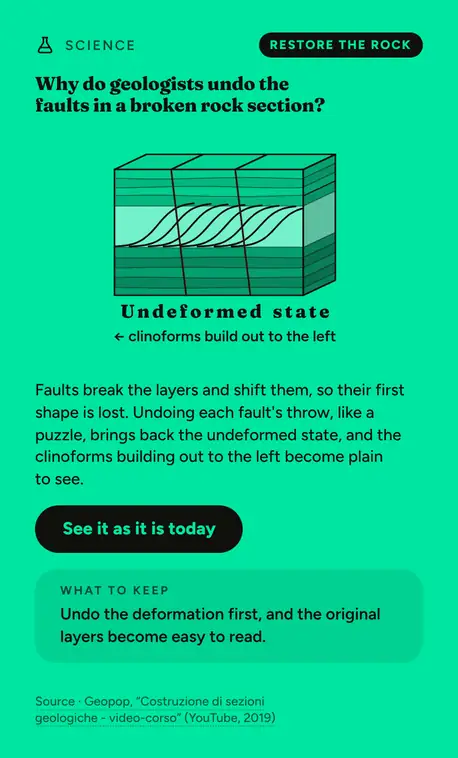 SCIENCE
RESTORE THE ROCK
Why do geologists undo the
faults in a broken rock section?
Undeformed state
← clinoforms build out to the left
Faults break the layers and shift them, so their first
shape is lost. Undoing each fault's throw, like a
puzzle, brings back the undeformed state, and the
clinoforms building out to the left become plain
to see.
See it as it is today
WHAT TO KEEP
Undo the deformation first, and the original
layers become easy to read.
Source · Geopop, “Costruzione di sezioni
geologiche - video-corso” (YouTube, 2019)